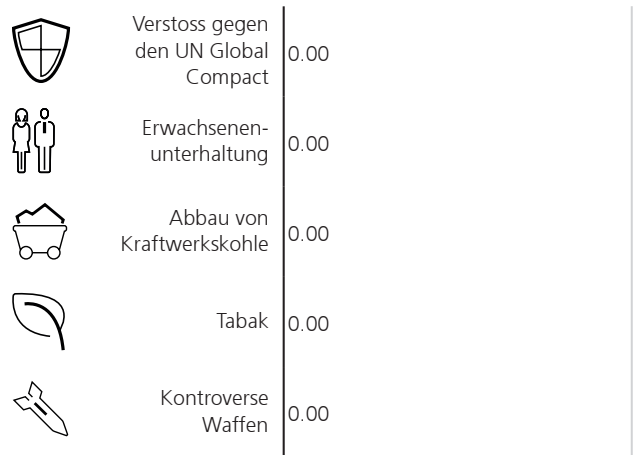 Verstoss gegen
den UN Global
Compact
0.00
Erwachsenen-
unterhaltung
0.00
Abbau von
Kraftwerkskohle
0.00
Tabak
0.00
Kontroverse
Waffen
0.00